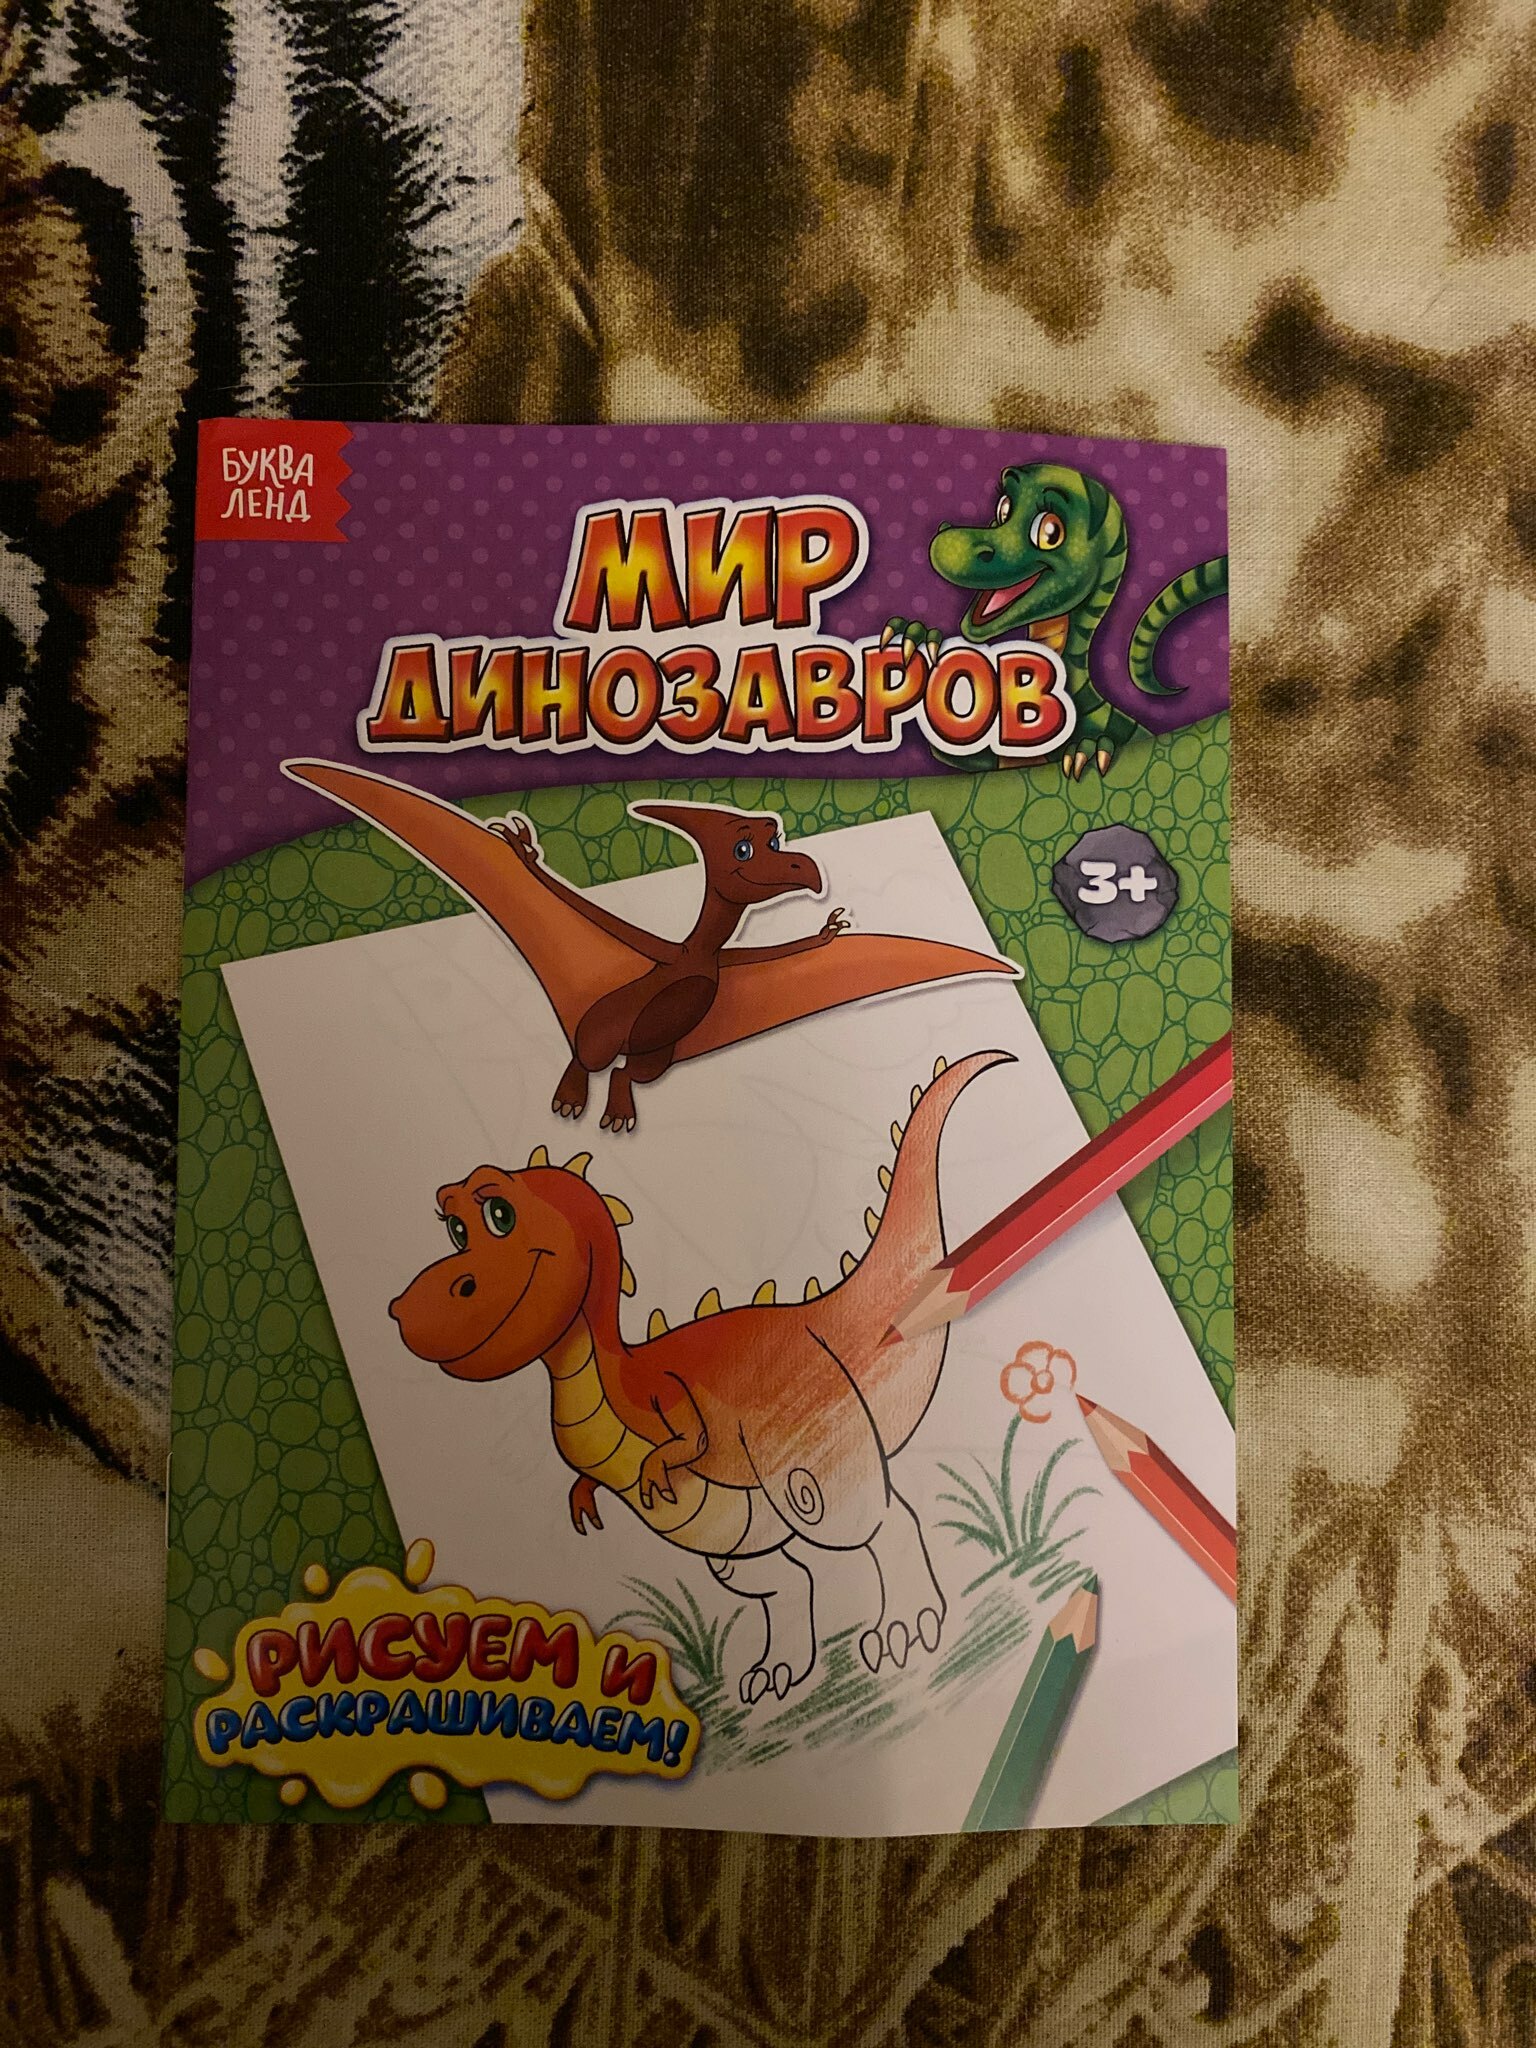 БУКВА
ЛЕНД
МИР
ДИНОЗАВРОВ
3+
РИСУЕМ И
РАСКРАШИВАЕМ!